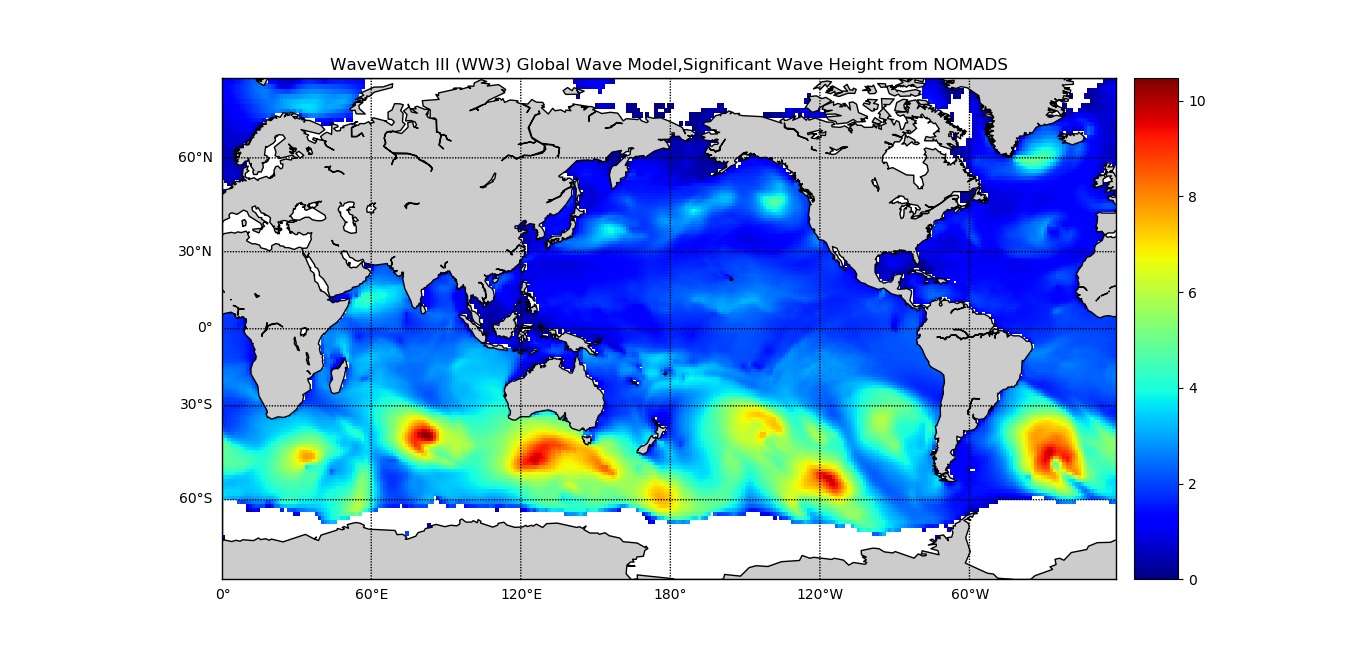 WaveWatch III (WW3) Global Wave Model,Significant Wave Height from NOMADS
60°N
30°N
0°
30°S
60°S
0°
60°E
120°E
180°
120°W
60°W
10
8
6
4
2
0